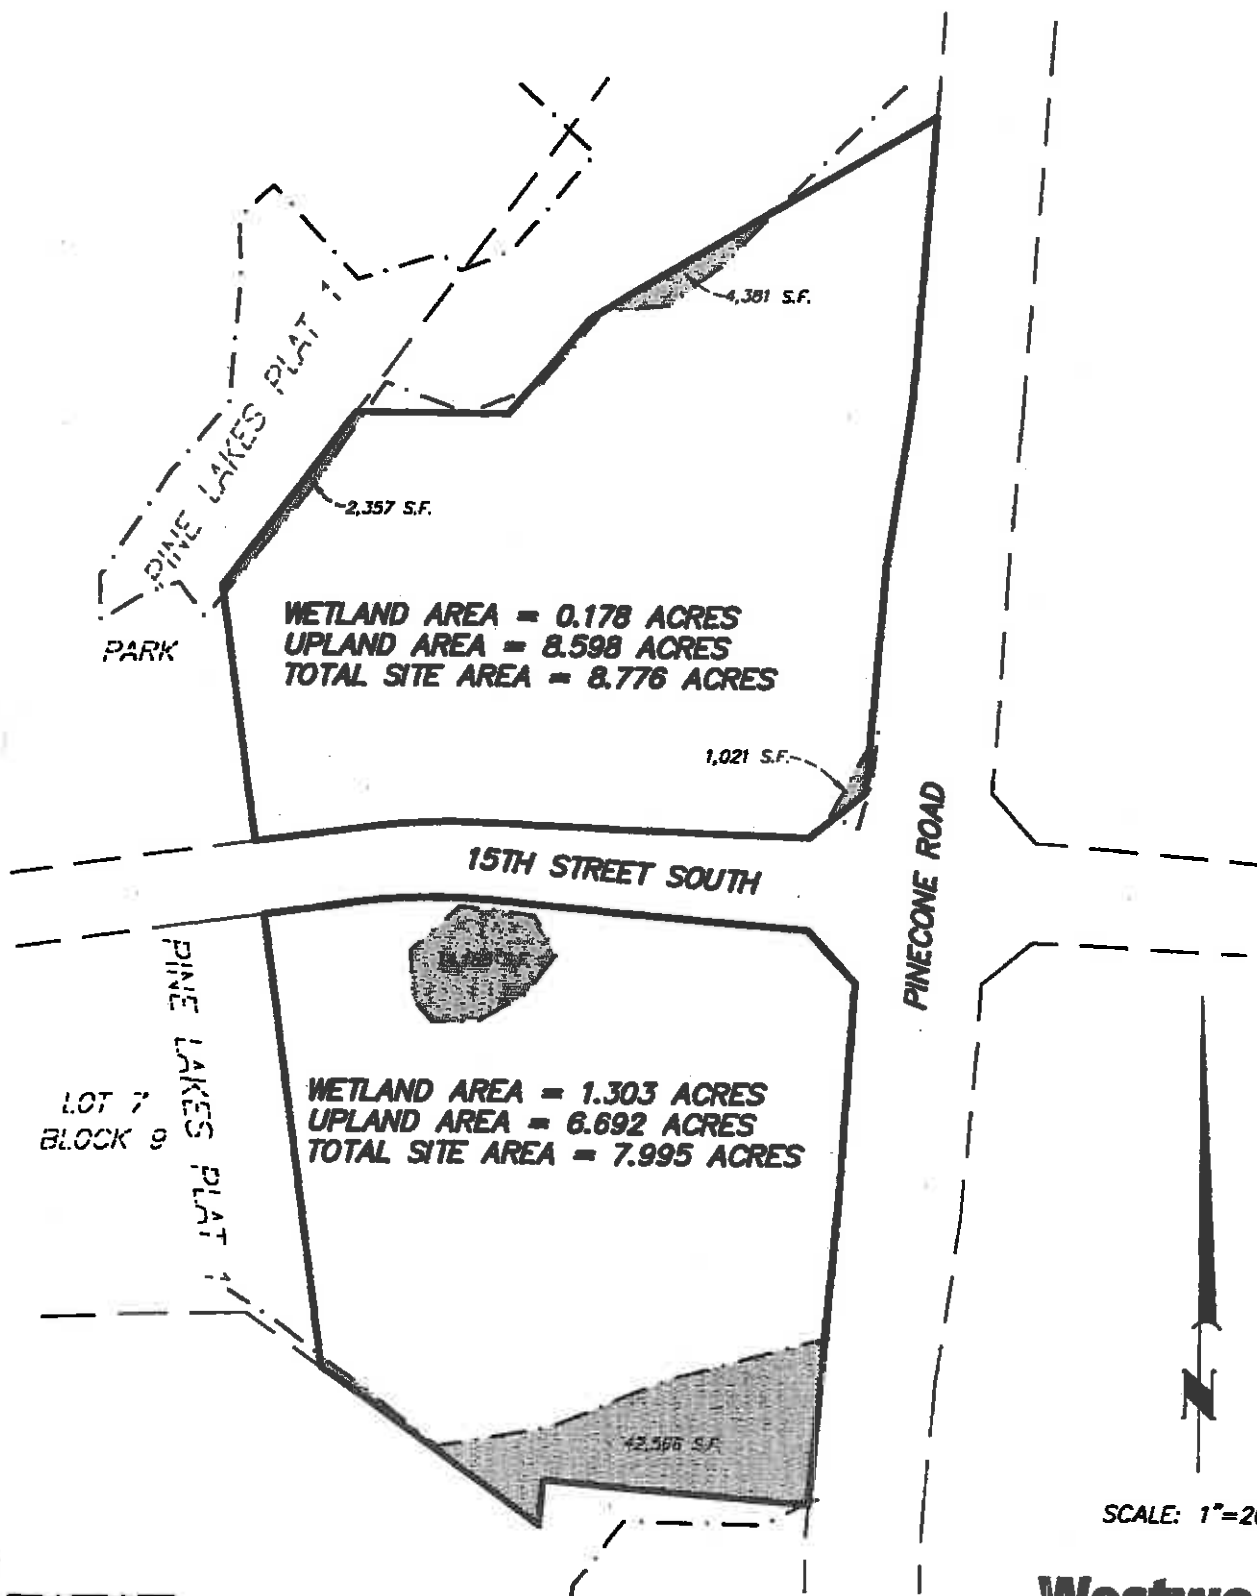 4,381 S.F.
PINE LAKES PLAT 1
2,357 S.F.
WETLAND AREA = 0.178 ACRES
UPLAND AREA = 8.598 ACRES
TOTAL SITE AREA = 8.776 ACRES
PARK
1,021 S.F.
15TH STREET SOUTH
PINECONE ROAD
PINE LAKES PLAT 1
WETLAND AREA = 1.303 ACRES
UPLAND AREA = 6.692 ACRES
TOTAL SITE AREA = 7.995 ACRES
LOT 7
BLOCK 9
S.F.
N
SCALE: 1"=